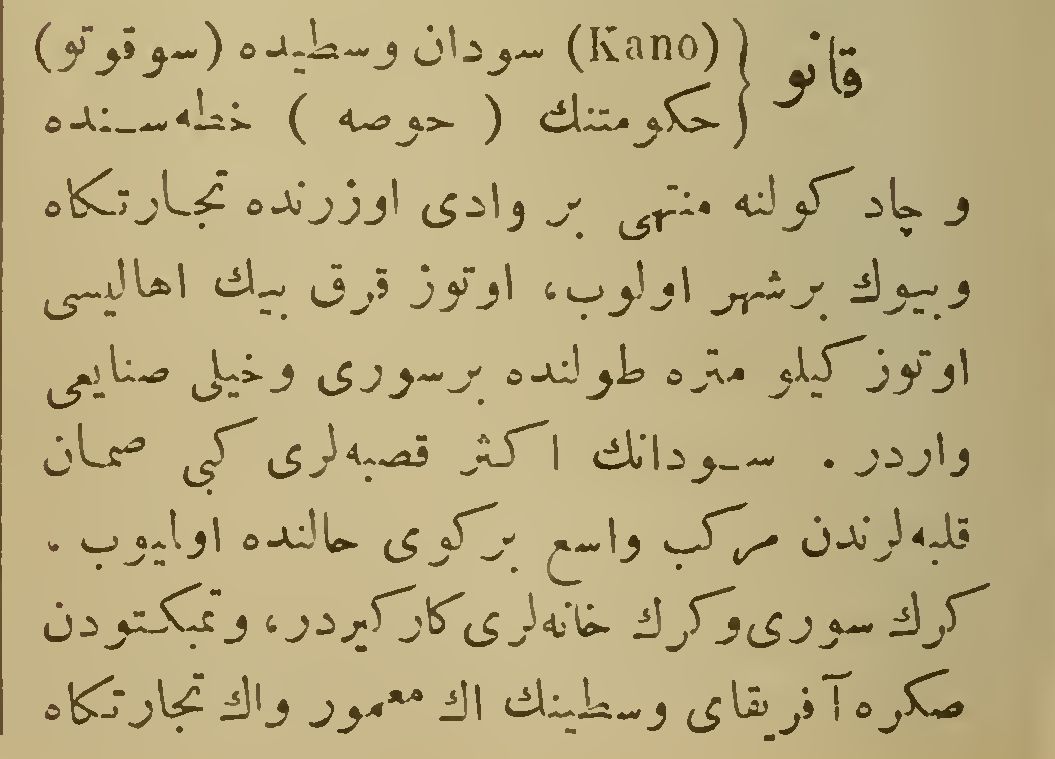 قانو { (Kano) سودان وسطیده (سوقوتو)
حکومتنك ( حوصه ) خطه‌سنده
و چاد کولنه منتهی بر وادی اوزرنده تجارتکاه
وبیوك برشهر اولوب، اوتوز قرق بیك اهالیسی
اوتوز کیلو متره طولنده برسوری وخیلی صنایعی
واردر . سودانك اکثر قصبه‌لری کبی صمان
قلبه‌لرندن مرکب واسع برکوی حالنده اولیوب .
کرك سوری وکرك خانه‌لری کارکیردر، وتمبکتودن
صکره آفریقای وسطینك اك معمور واك تجارتکاه